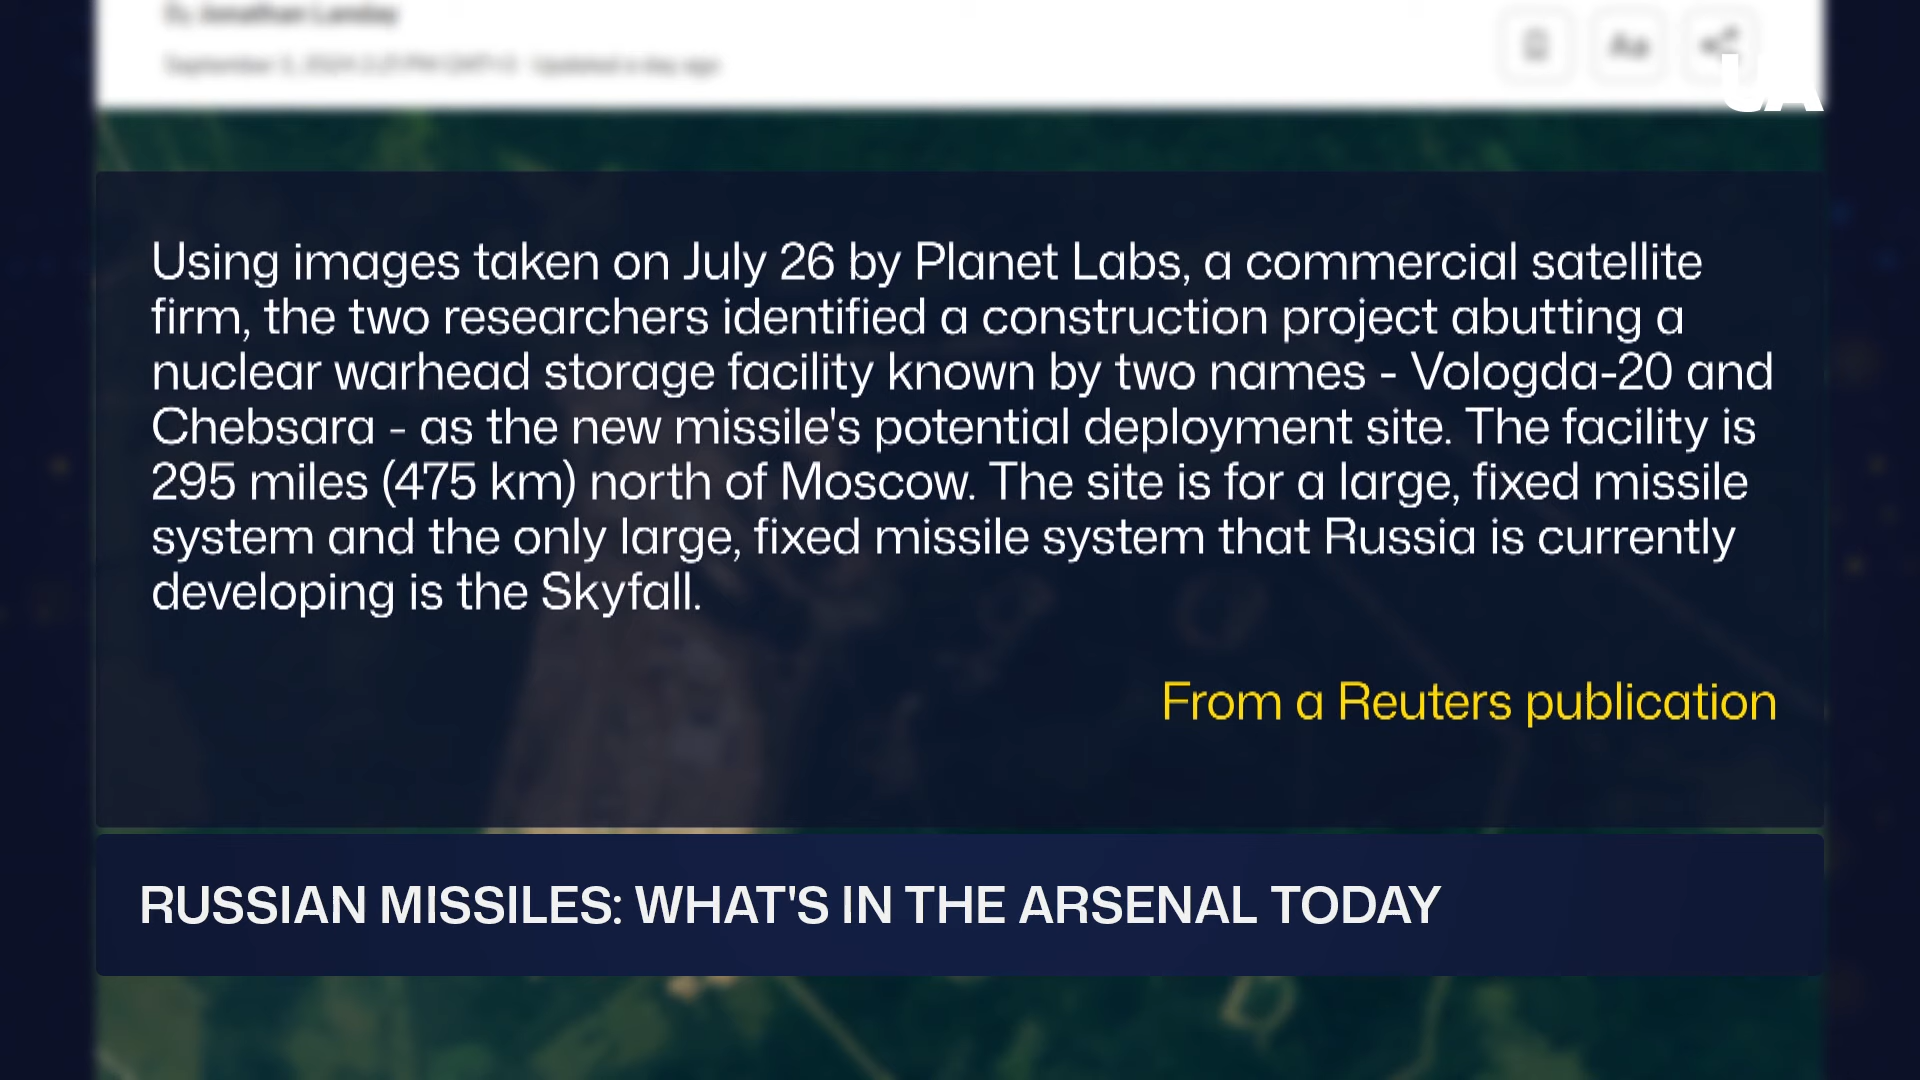 By Jonathan Landay
Aa
UA
Using images taken on July 26 by Planet Labs, a commercial satellite
firm, the two researchers identified a construction project abutting a
nuclear warhead storage facility known by two names - Vologda-20 and
Chebsara - as the new missile's potential deployment site. The facility is
295 miles (475 km) north of Moscow. The site is for a large, fixed missile
system and the only large, fixed missile system that Russia is currently
developing is the Skyfall.
From a Reuters publication
RUSSIAN MISSILES: WHAT'S IN THE ARSENAL TODAY